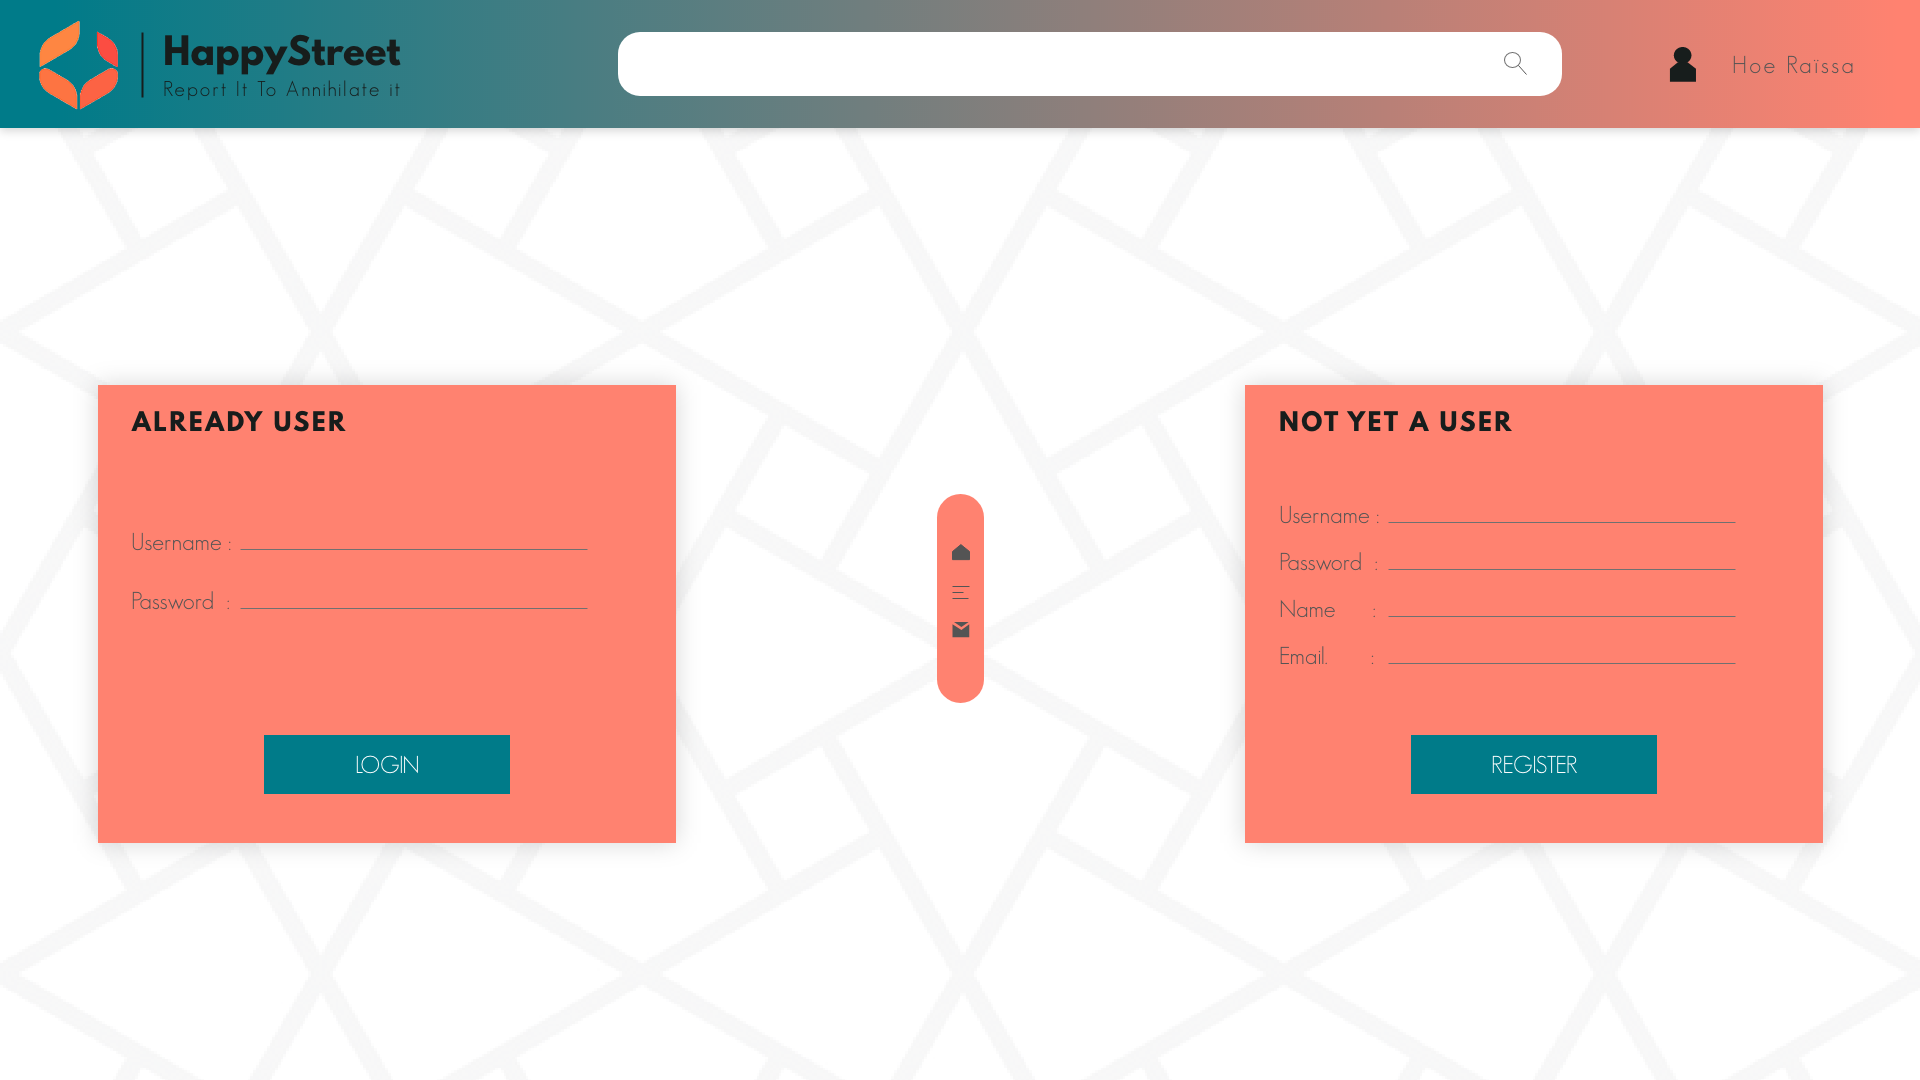 HappyStreet
Report It To Annihilate it
Hoe Raïssa
ALREADY USER
Username :
Password :
LOGIN
NOT YET A USER
Username :
Password :
Name :
Email. :
REGISTER